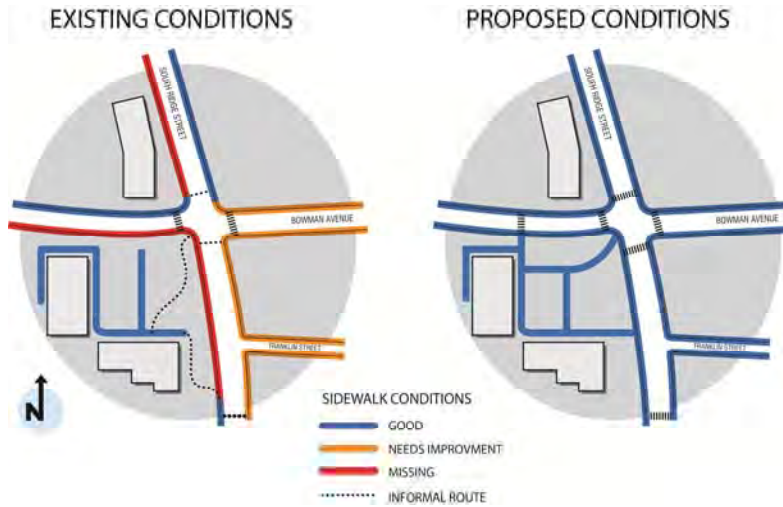 EXISTING CONDITIONS
PROPOSED CONDITIONS
SOUTH RIDGE STREET
SOUTH RIDGE STREET
BOWMAN AVENUE
BOWMAN AVENUE
FRANKLIN STREET
FRANKLIN STREET
N
SIDEWALK CONDITIONS
GOOD
NEEDS IMPROVMENT
MISSING
INFORMAL ROUTE